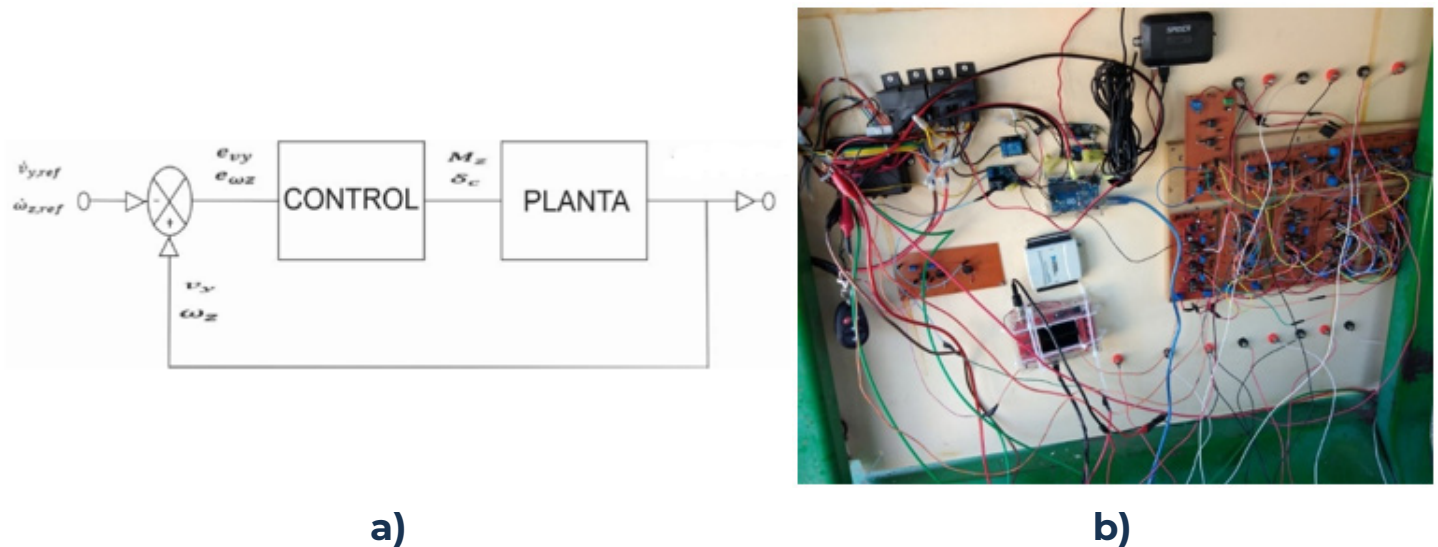 v̇y,ref
ω̇z,ref
-
+
evy
eωz
CONTROL
Mz
δc
PLANTA
vy
ωz
a)
b)